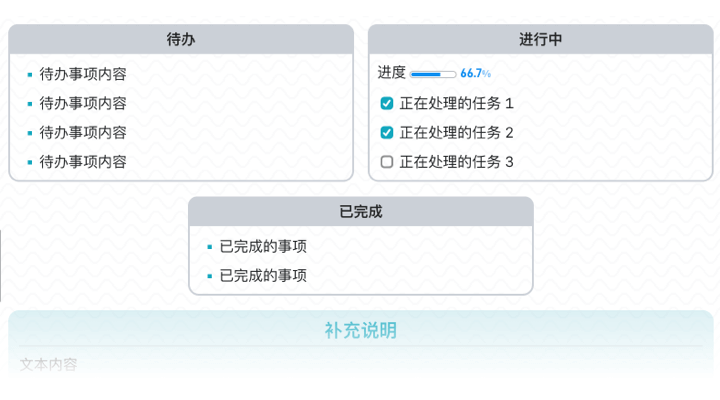 待办
待办事项内容
待办事项内容
待办事项内容
待办事项内容
进行中
进度 66.7%
正在处理的任务 1
正在处理的任务 2
正在处理的任务 3
已完成
已完成的事项
已完成的事项
补充说明
文本内容